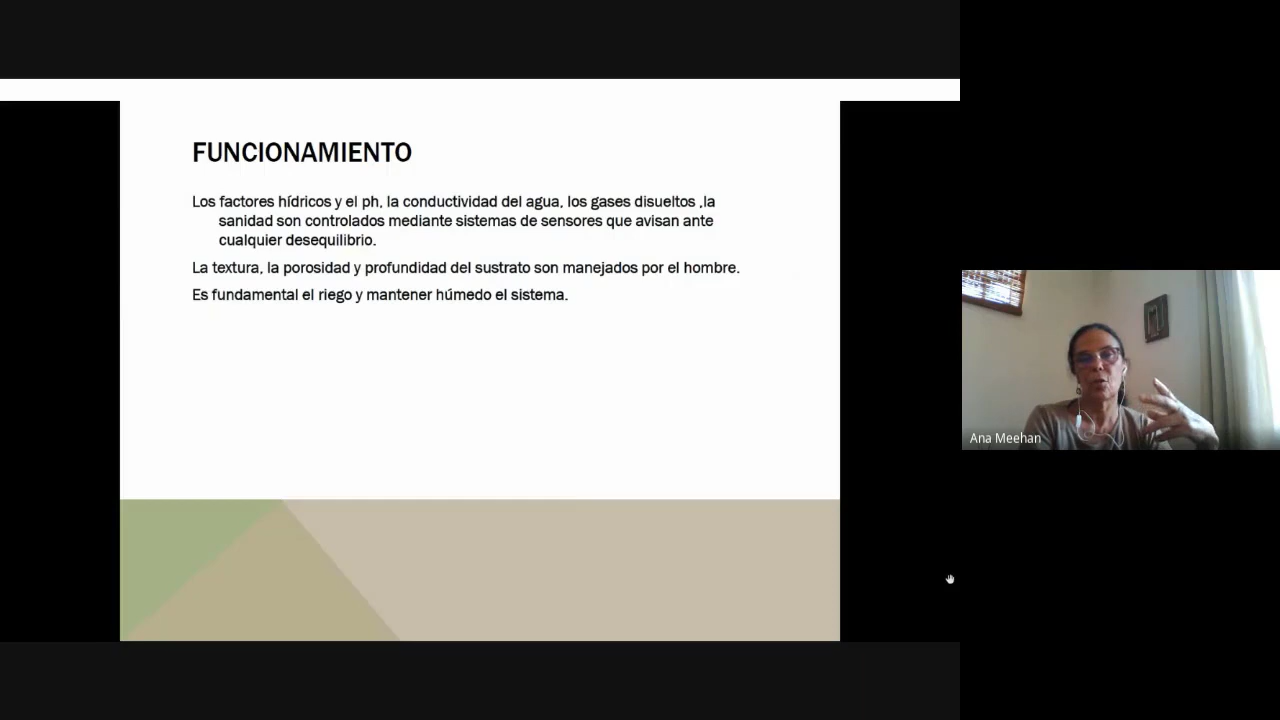 FUNCIONAMIENTO
Los factores hídricos y el ph, la conductividad del agua, los gases disueltos ,la
sanidad son controlados mediante sistemas de sensores que avisan ante
cualquier desequilibrio.
La textura, la porosidad y profundidad del sustrato son manejados por el hombre.
Es fundamental el riego y mantener húmedo el sistema.
Ana Meehan